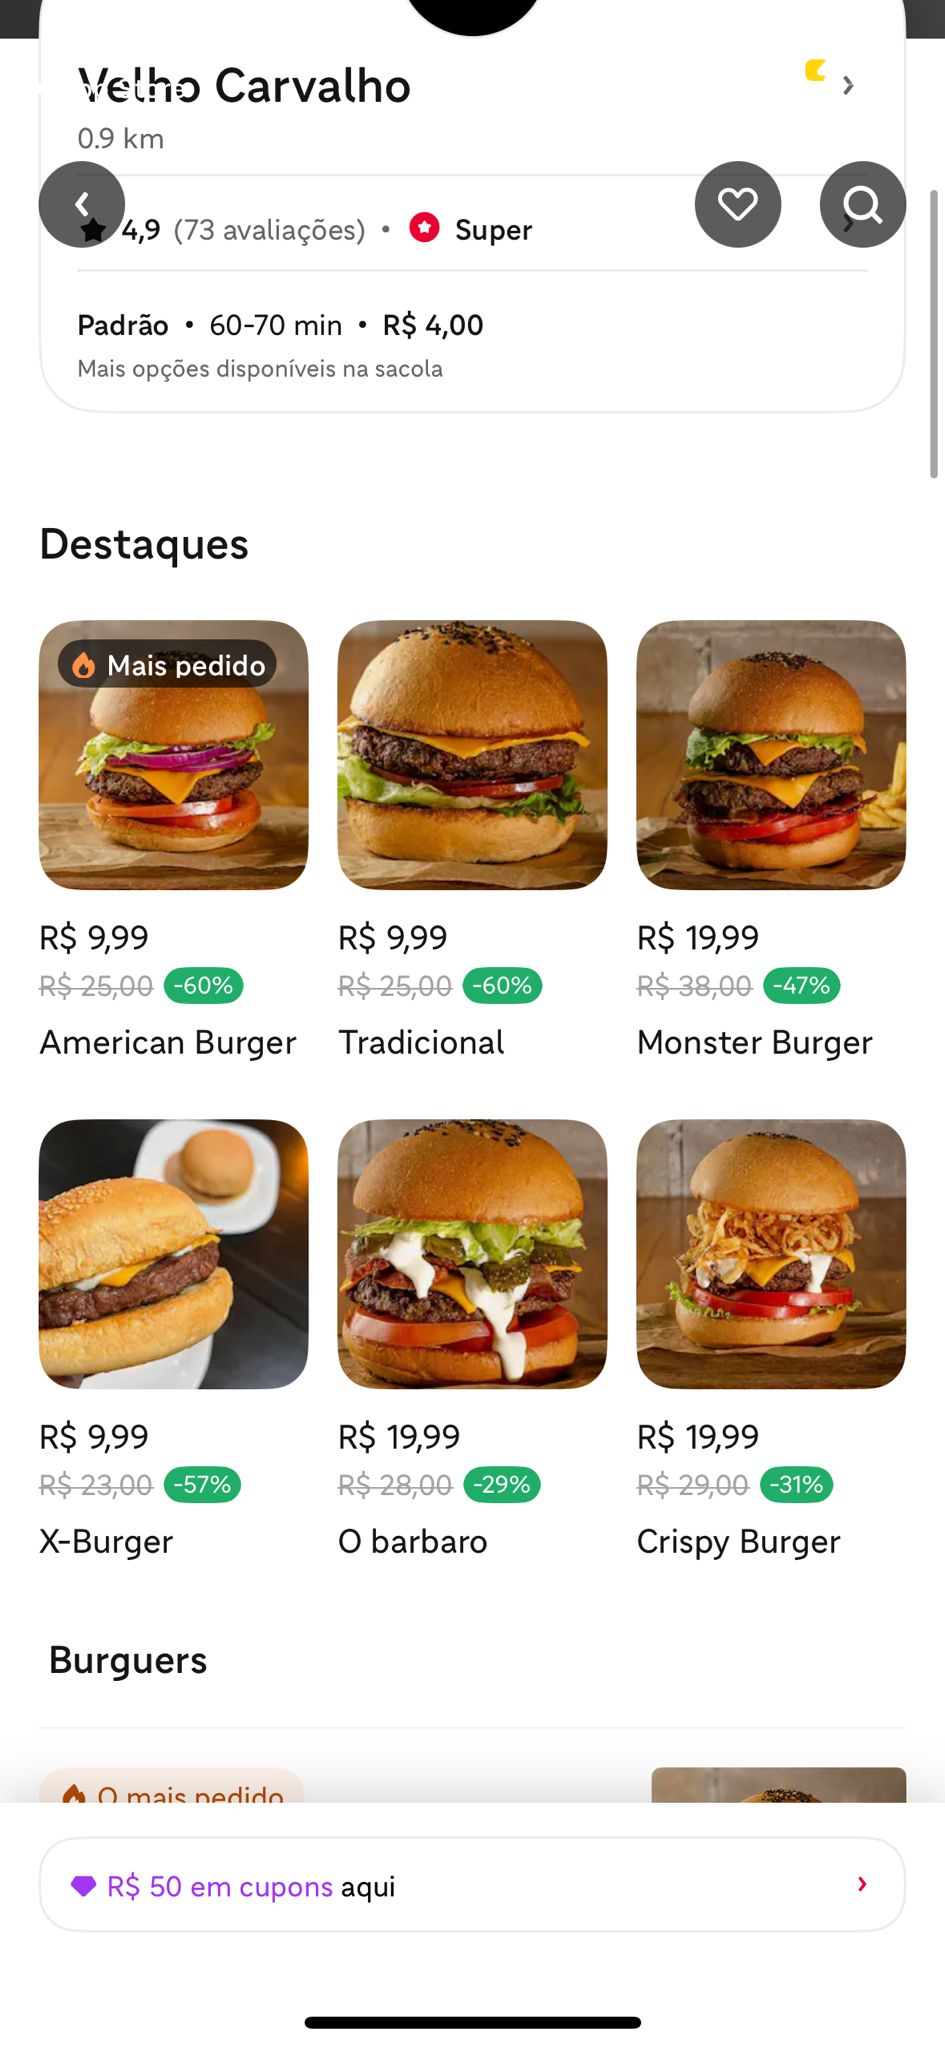 Velho Carvalho
0.9 km
4,9 (73 avaliações) • Super
Padrão • 60-70 min • R$ 4,00
Mais opções disponíveis na sacola
Destaques
Mais pedido
R$ 9,99
R$ 25,00 -60%
American Burger
R$ 9,99
R$ 25,00 -60%
Tradicional
R$ 19,99
R$ 38,00 -47%
Monster Burger
R$ 9,99
R$ 23,00 -57%
X-Burger
R$ 19,99
R$ 28,00 -29%
O barbaro
R$ 19,99
R$ 29,00 -31%
Crispy Burger
Burguers
O mais pedido
R$ 50 em cupons aqui